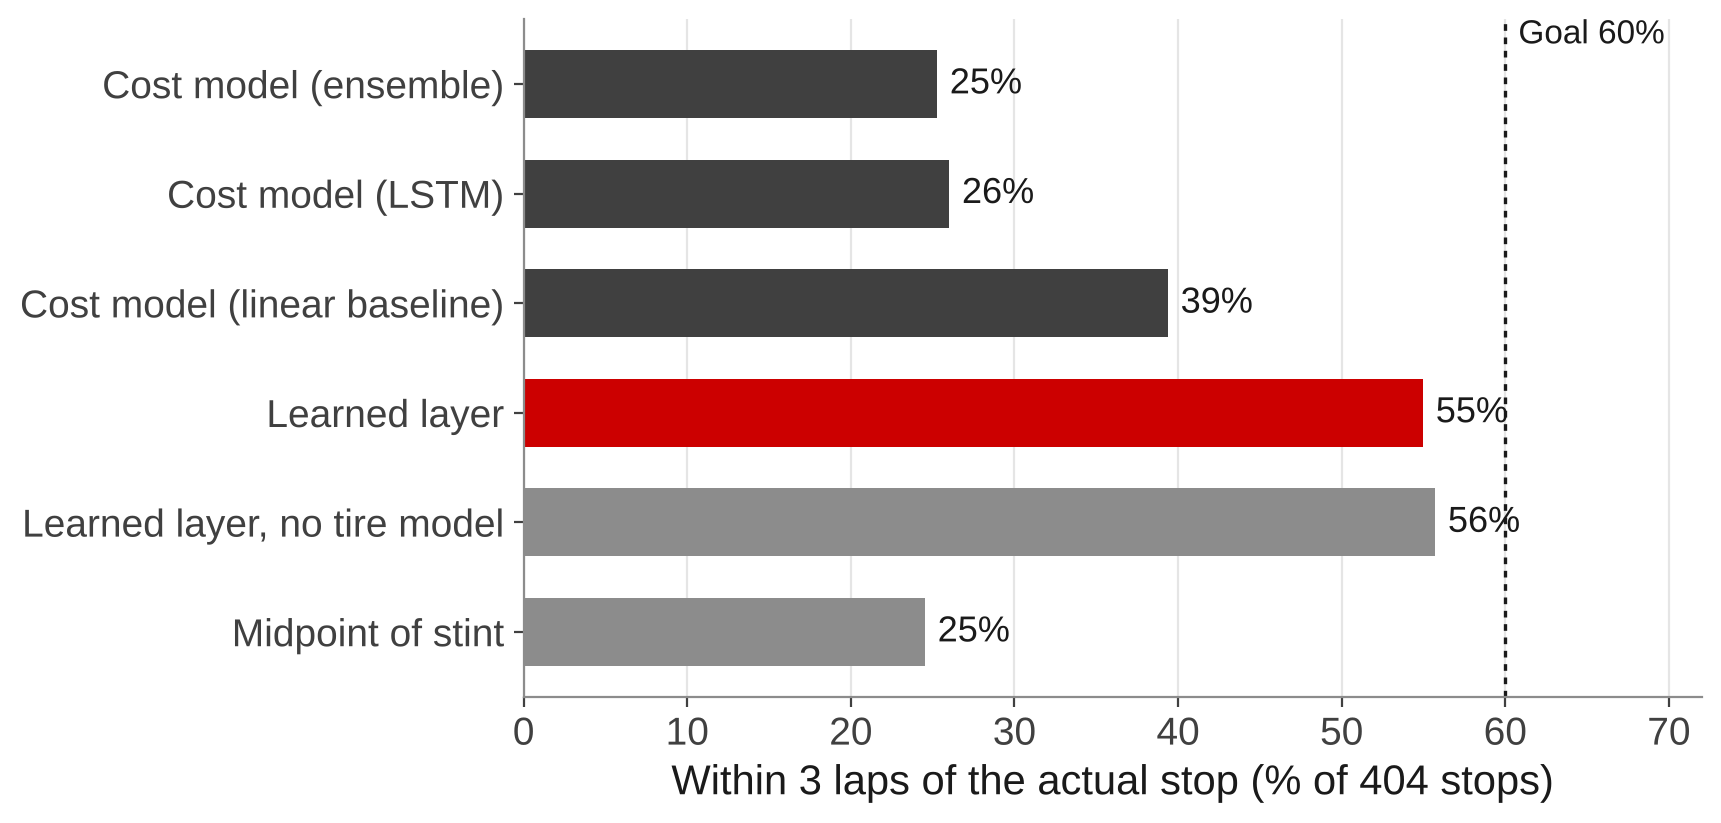 Goal 60%
Cost model (ensemble) 25%
Cost model (LSTM) 26%
Cost model (linear baseline) 39%
Learned layer 55%
Learned layer, no tire model 56%
Midpoint of stint 25%
0 10 20 30 40 50 60 70
Within 3 laps of the actual stop (% of 404 stops)